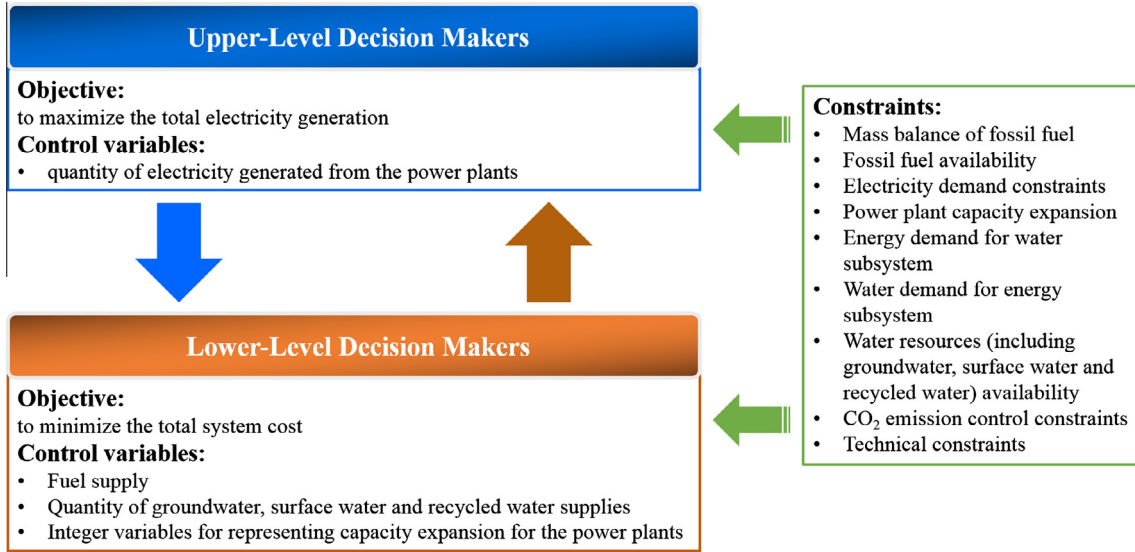 Upper-Level Decision Makers
Objective:
to maximize the total electricity generation
Control variables:
• quantity of electricity generated from the power plants
Lower-Level Decision Makers
Objective:
to minimize the total system cost
Control variables:
• Fuel supply
• Quantity of groundwater, surface water and recycled water supplies
• Integer variables for representing capacity expansion for the power plants
Constraints:
• Mass balance of fossil fuel
• Fossil fuel availability
• Electricity demand constraints
• Power plant capacity expansion
• Energy demand for water
subsystem
• Water demand for energy
subsystem
• Water resources (including
groundwater, surface water and
recycled water) availability
• CO₂ emission control constraints
• Technical constraints